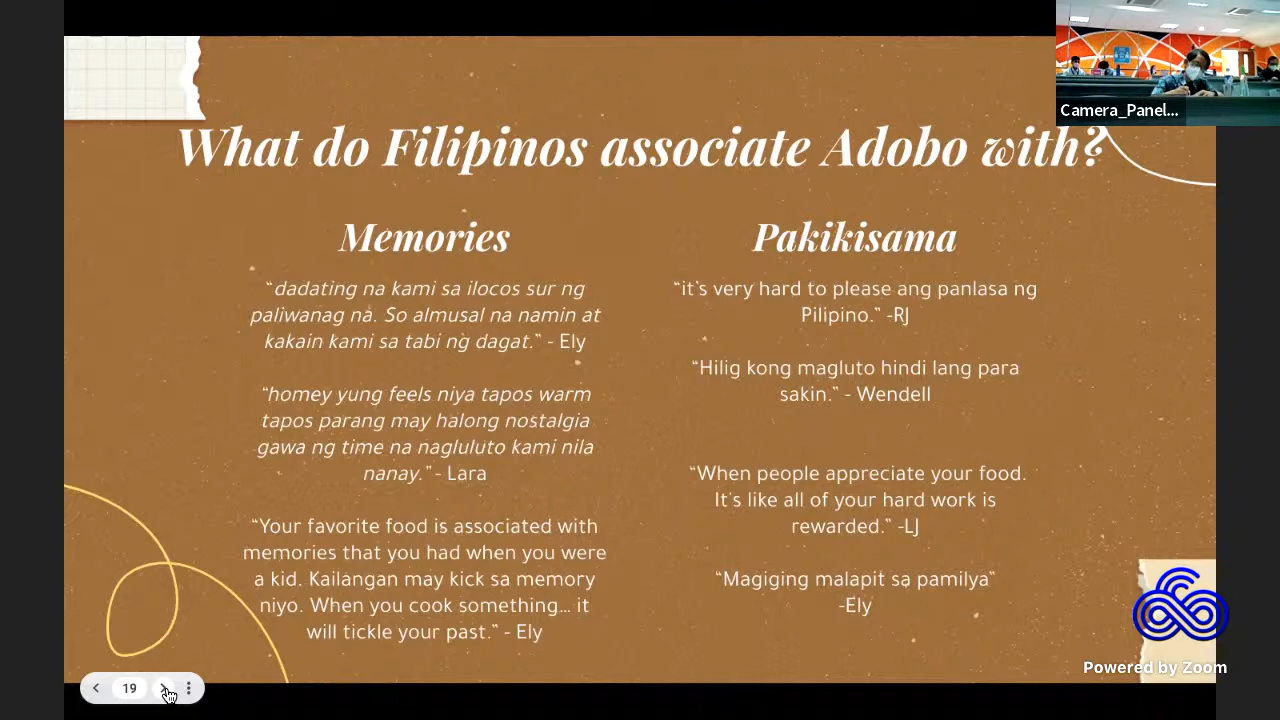 What do Filipinos associate Adobo with?
Memories
“dadating na kami sa ilocos sur ng
paliwanag na. So almusal na namin at
kakain kami sa tabi ng dagat.” - Ely
“homey yung feels niya tapos warm
tapos parang may halong nostalgia
gawa ng time na nagluluto kami nila
nanay.” - Lara
“Your favorite food is associated with
memories that you had when you were
a kid. Kailangan may kick sa memory
niyo. When you cook something... it
will tickle your past.” - Ely
Pakikisama
“it's very hard to please ang panlasa ng
Pilipino.” -RJ
“Hilig kong magluto hindi lang para
sakin.” - Wendell
“When people appreciate your food.
It's like all of your hard work is
rewarded.” -LJ
“Magiging malapit sa pamilya”
-Ely
Camera_Panel...
Powered by Zoom
19